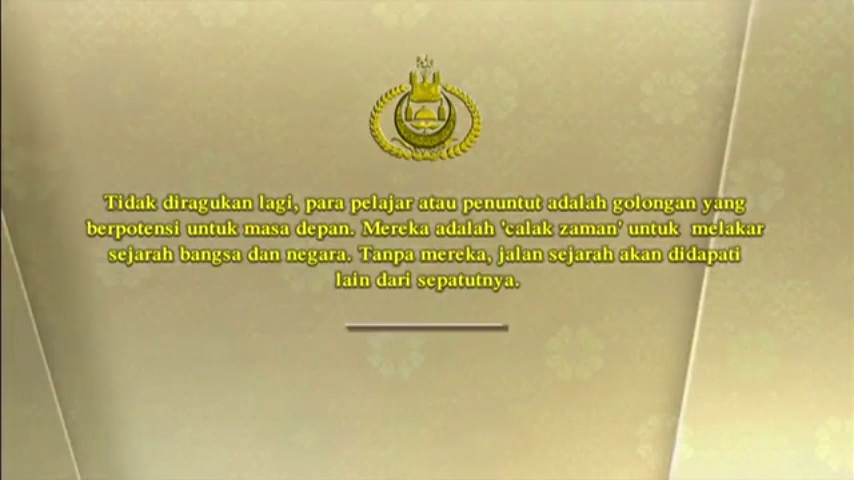 Tidak diragukan lagi, para pelajar atau penuntut adalah golongan yang
berpotensi untuk masa depan. Mereka adalah 'calak zaman' untuk melakar
sejarah bangsa dan negara. Tanpa mereka, jalan sejarah akan didapati
lain dari sepatutnya.